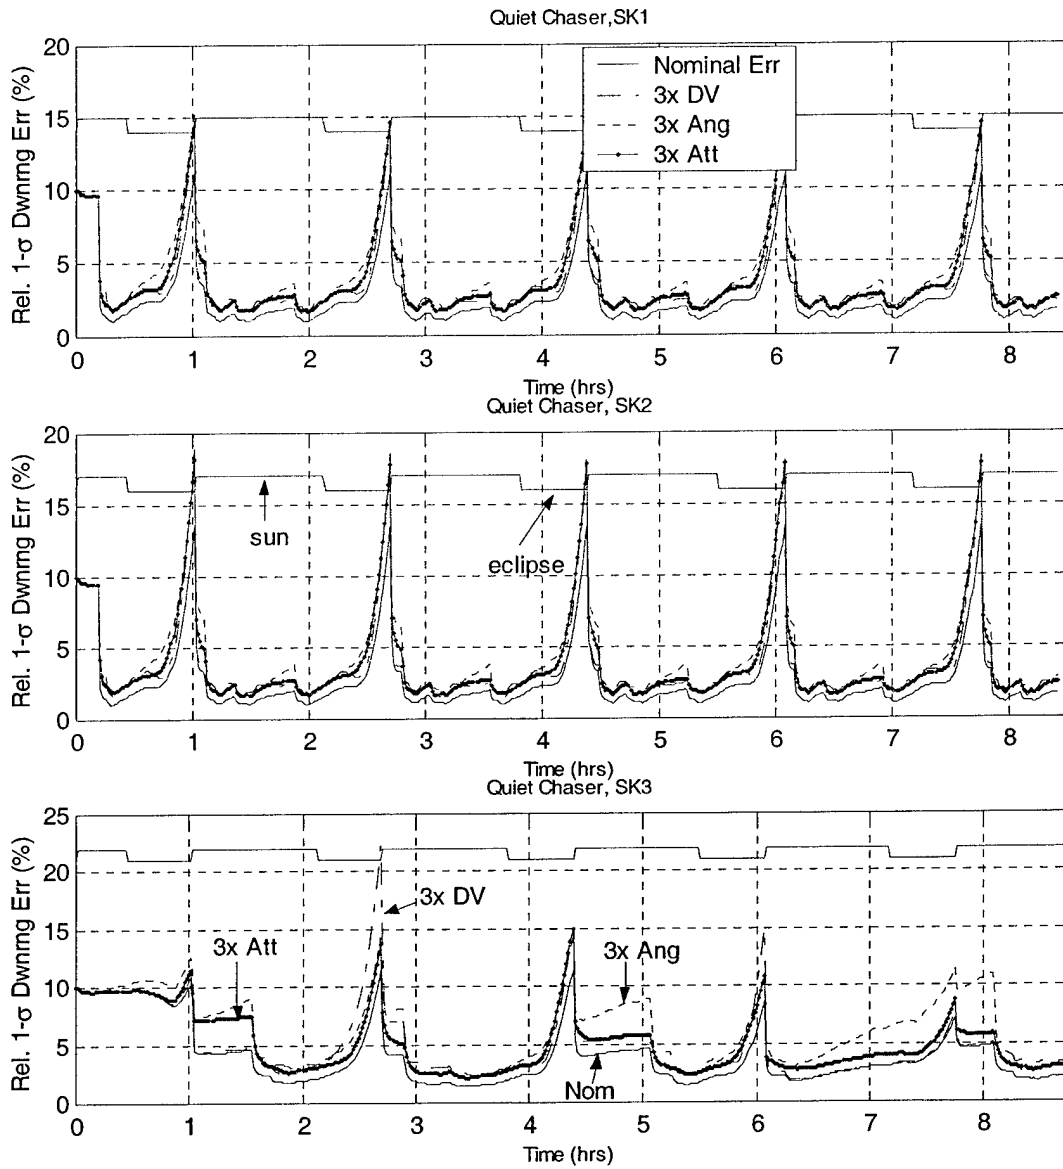 Quiet Chaser,SK1
Rel. 1-σ Dwnrng Err (%)
20
15
10
5
0
Nominal Err
3x DV
3x Ang
3x Att
0 1 2 3 4 5 6 7 8
Time (hrs)
Quiet Chaser, SK2
Rel. 1-σ Dwnrng Err (%)
20
15
10
5
0
sun
eclipse
0 1 2 3 4 5 6 7 8
Time (hrs)
Quiet Chaser, SK3
Rel. 1-σ Dwnrng Err (%)
25
20
15
10
5
0
3x DV
3x Att
3x Ang
Nom
0 1 2 3 4 5 6 7 8
Time (hrs)